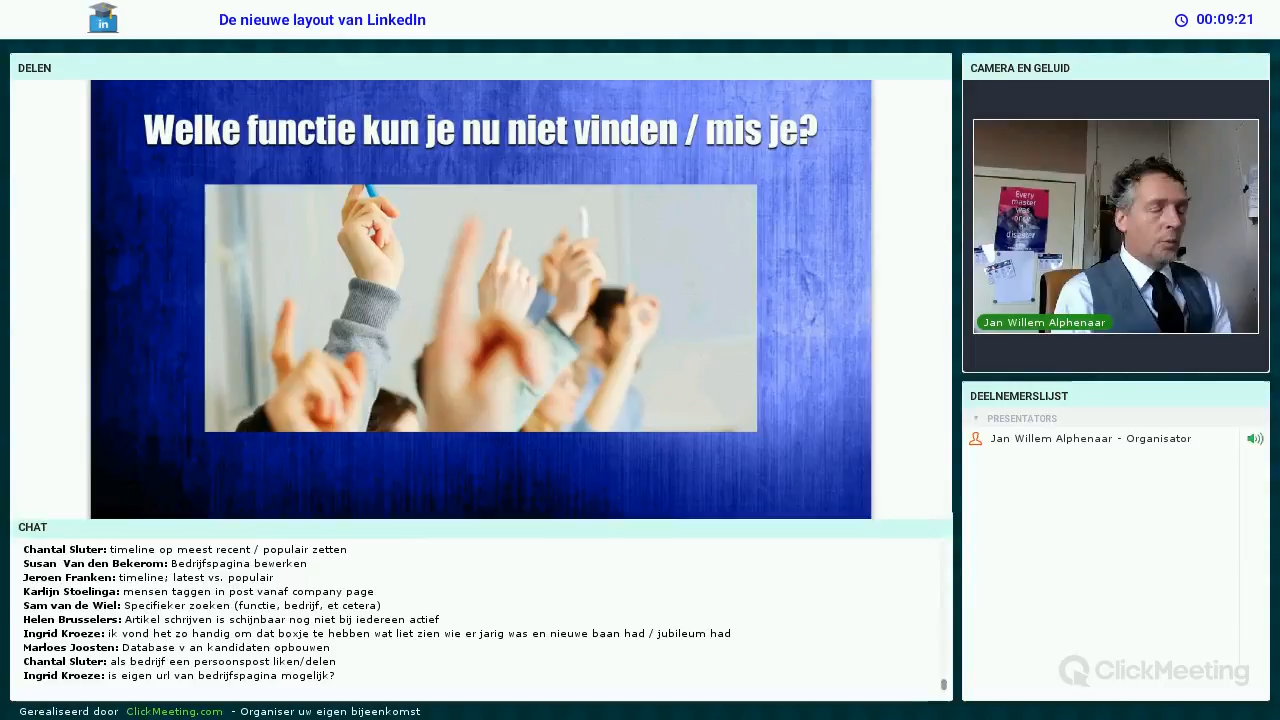 in
De nieuwe layout van LinkedIn
00:09:21
DELEN
Welke functie kun je nu niet vinden / mis je?
CAMERA EN GELUID
Every
master
was
once
a
disaster
Jan Willem Alphenaar
DEELNEMERSLIJST
PRESENTATORS
Jan Willem Alphenaar - Organisator
CHAT
Chantal Sluter: timeline op meest recent / populair zetten
Susan Van den Bekerom: Bedrijfspagina bewerken
Jeroen Franken: timeline; latest vs. populair
Karlijn Stoelinga: mensen taggen in post vanaf company page
Sam van de Wiel: Specifieker zoeken (functie, bedrijf, et cetera)
Helen Brusselers: Artikel schrijven is schijnbaar nog niet bij iedereen actief
Ingrid Kroeze: ik vond het zo handig om dat boxje te hebben wat liet zien wie er jarig was en nieuwe baan had / jubileum had
Marloes Joosten: Database v an kandidaten opbouwen
Chantal Sluter: als bedrijf een persoonspost liken/delen
Ingrid Kroeze: is eigen url van bedrijfspagina mogelijk?
ClickMeeting
Gerealiseerd door ClickMeeting.com - Organiser uw eigen bijeenkomst